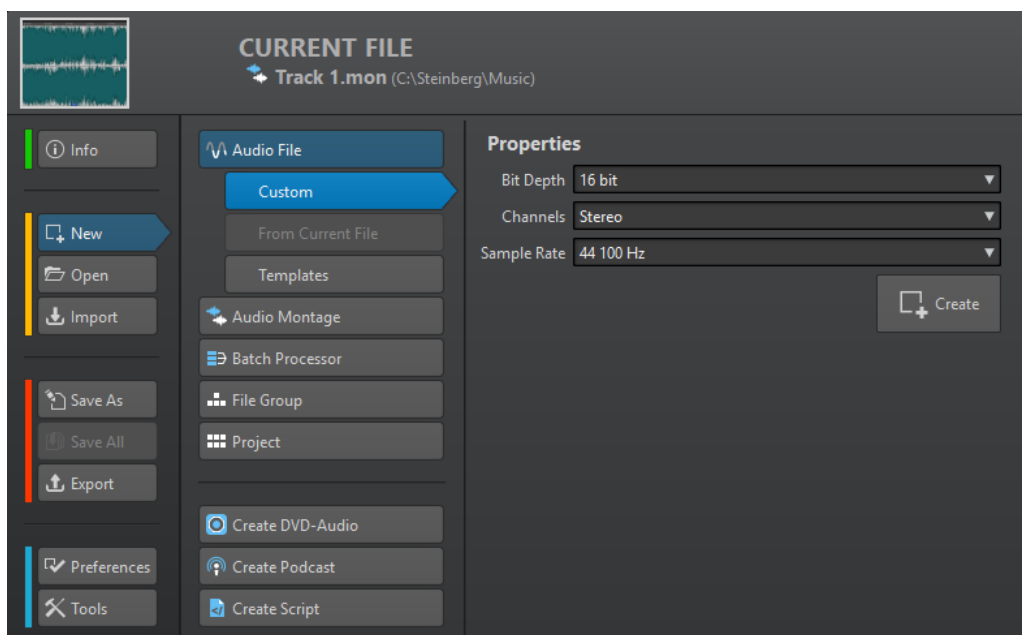 CURRENT FILE
Track 1.mon (C:\Steinberg\Music)
Info
New
Open
Import
Save As
Save All
Export
Preferences
Tools
Audio File
Custom
From Current File
Templates
Audio Montage
Batch Processor
File Group
Project
Create DVD-Audio
Create Podcast
Create Script
Properties
Bit Depth 16 bit
Channels Stereo
Sample Rate 44 100 Hz
Create